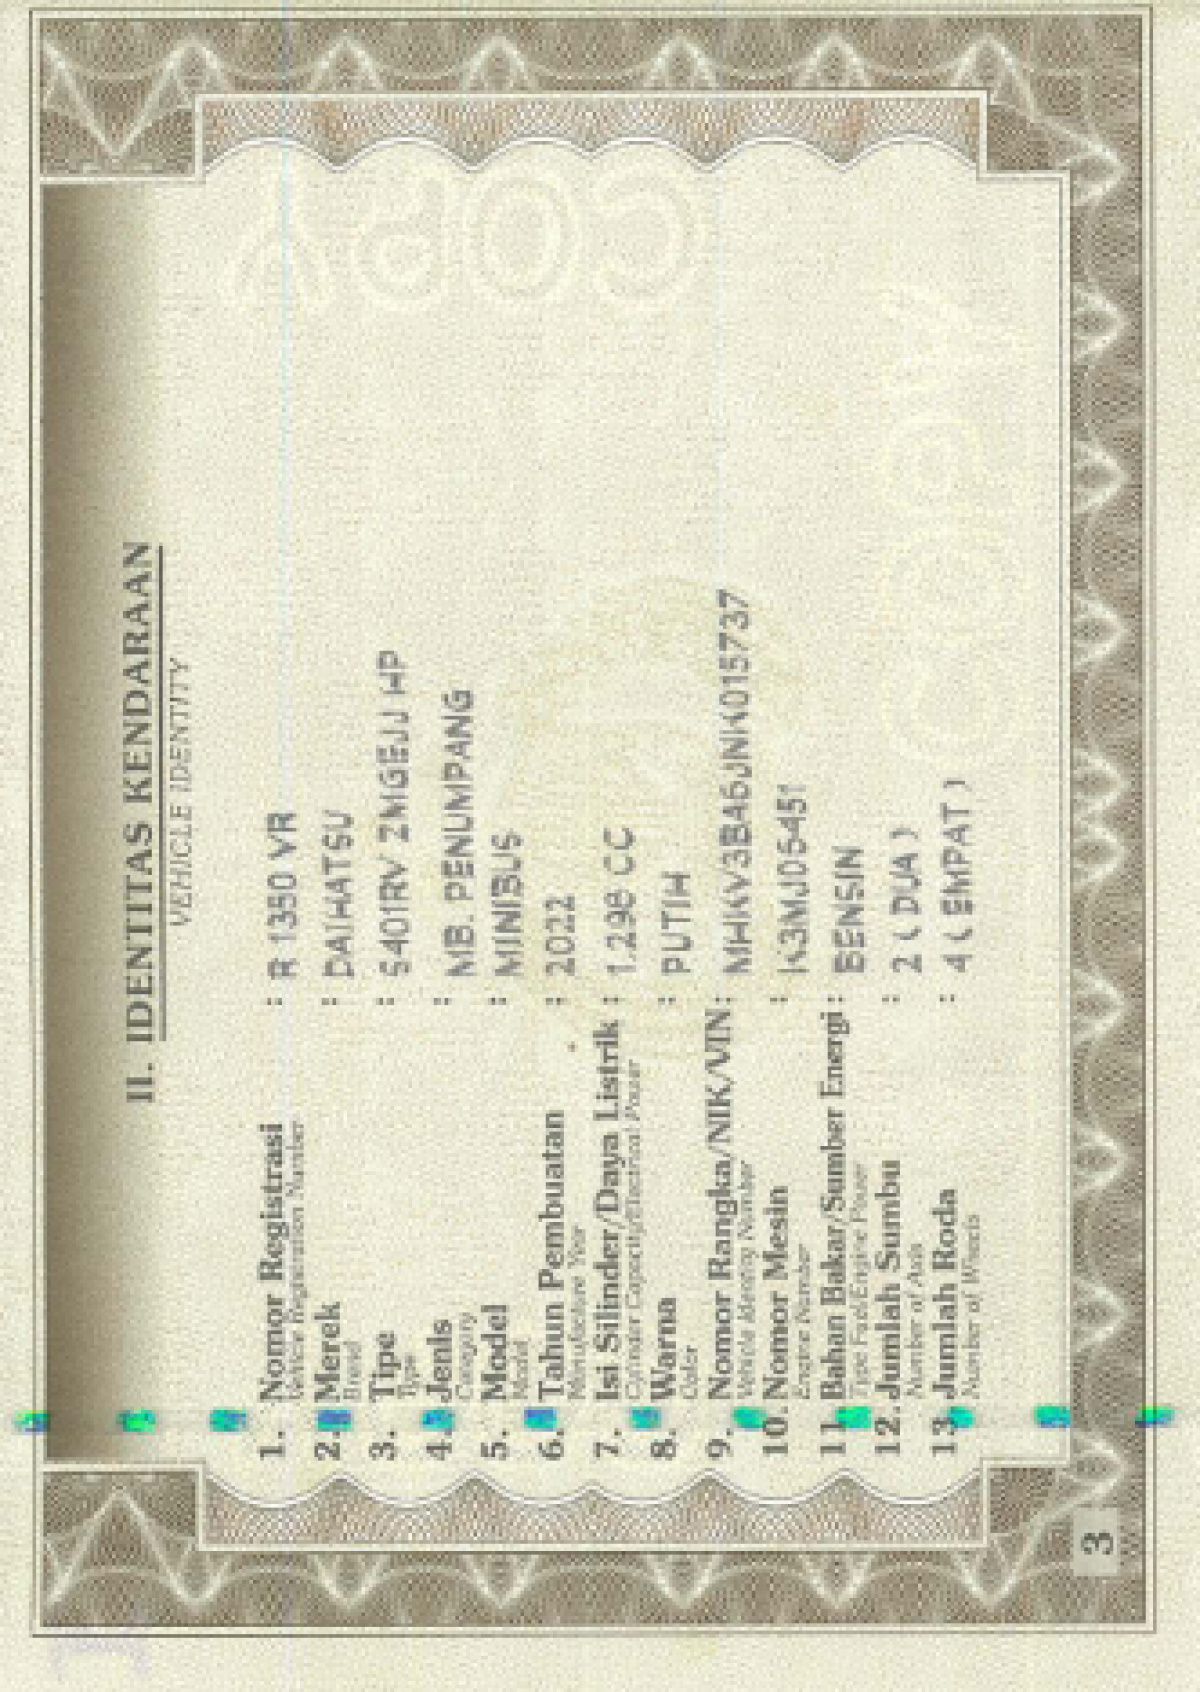 II. IDENTITAS KENDARAAN
VEHICLE IDENTITY
1. Nomor Registrasi : R 1350 VR
Vehicle Registration Number
2. Merek : DAIHATSU
Brand
3. Tipe : S401RV ZMGEJJ HP
Type
4. Jenis : MB. PENUMPANG
Category
5. Model : MINIBUS
Model
6. Tahun Pembuatan : 2022
Manufacture Year
7. Isi Silinder/Daya Listrik : 1.298 CC
Cylinder Capacity/Electrical Power
8. Warna : PUTIH
Color
9. Nomor Rangka/NIK/VIN :
Vehicle Identity Number
10. Nomor Mesin :
Engine Number
11. Bahan Bakar/Sumber Energi : BENSIN
Type Fuel/Engine Power
12. Jumlah Sumbu : 2 ( DUA )
Number of Axis
13. Jumlah Roda : 4 ( EMPAT )
Number of Wheels
3
COPY
COPY